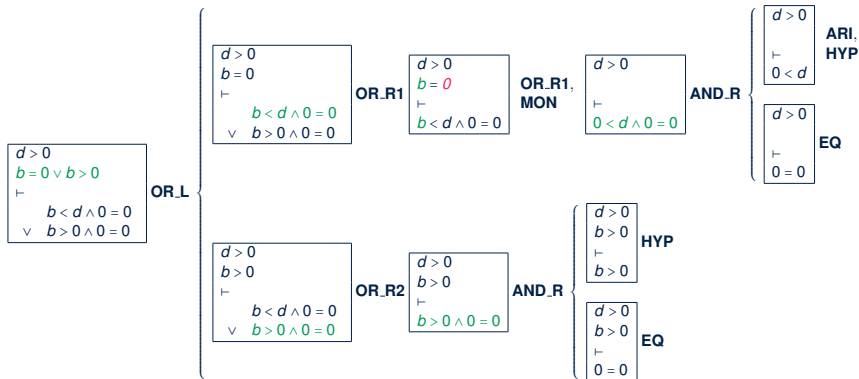 d > 0
b = 0 ∨ b > 0
⊢
b < d ∧ 0 = 0
∨ b > 0 ∧ 0 = 0
OR_L
d > 0
b = 0
⊢
b < d ∧ 0 = 0
∨ b > 0 ∧ 0 = 0
OR_R1
d > 0
b = 0
⊢
b < d ∧ 0 = 0
OR_R1,
MON
d > 0
⊢
0 < d ∧ 0 = 0
AND_R
d > 0
⊢
0 < d
ARI,
HYP
d > 0
⊢
0 = 0
EQ
d > 0
b > 0
⊢
b < d ∧ 0 = 0
∨ b > 0 ∧ 0 = 0
OR_R2
d > 0
b > 0
⊢
b > 0 ∧ 0 = 0
AND_R
d > 0
b > 0
⊢
b > 0
HYP
d > 0
b > 0
⊢
0 = 0
EQ